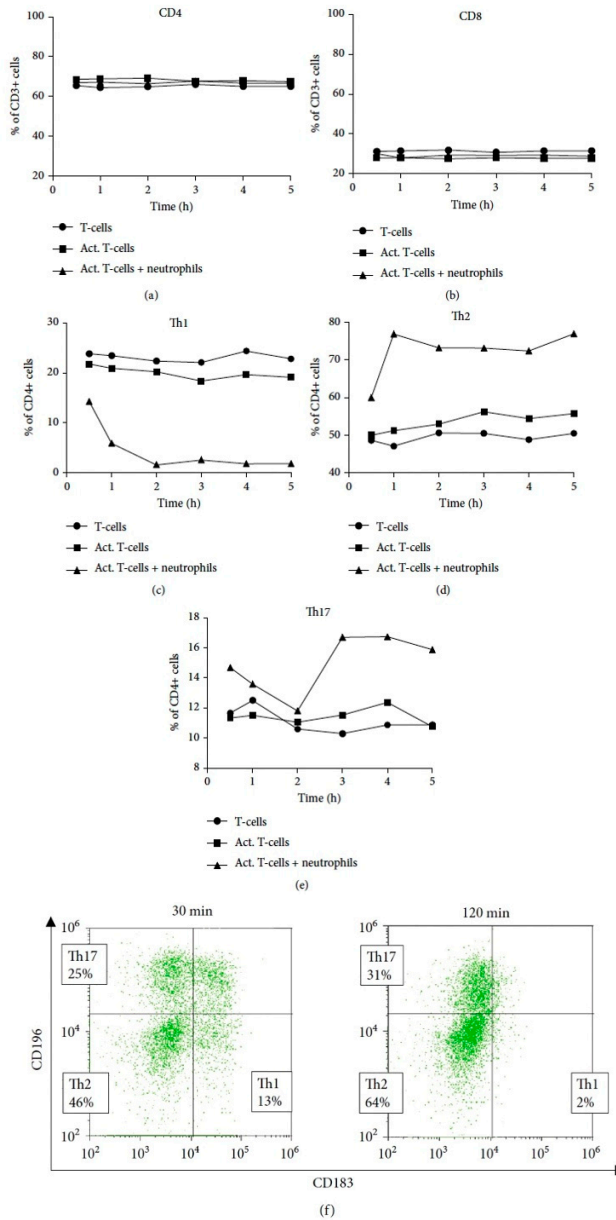 CD4
% of CD3+ cells
100
80
60
40
20
0 1 2 3 4 5
Time (h)
T-cells
Act. T-cells
Act. T-cells + neutrophils
(a)
CD8
% of CD3+ cells
100
80
60
40
20
0 1 2 3 4 5
Time (h)
T-cells
Act. T-cells
Act. T-cells + neutrophils
(b)
Th1
% of CD4+ cells
30
20
10
0
0 1 2 3 4 5
Time (h)
T-cells
Act. T-cells
Act. T-cells + neutrophils
(c)
Th2
% of CD4+ cells
80
70
60
50
40
0 1 2 3 4 5
Time (h)
T-cells
Act. T-cells
Act. T-cells + neutrophils
(d)
Th17
% of CD4+ cells
18
16
14
12
10
8
0 1 2 3 4 5
Time (h)
T-cells
Act. T-cells
Act. T-cells + neutrophils
(e)
30 min
CD196
10⁶
10⁴
10²
Th17
25%
Th2
46%
Th1
13%
10² 10³ 10⁴ 10⁵ 10⁶
120 min
10⁶
10⁴
10²
Th17
31%
Th2
64%
Th1
2%
10² 10³ 10⁴ 10⁵ 10⁶
CD183
(f)